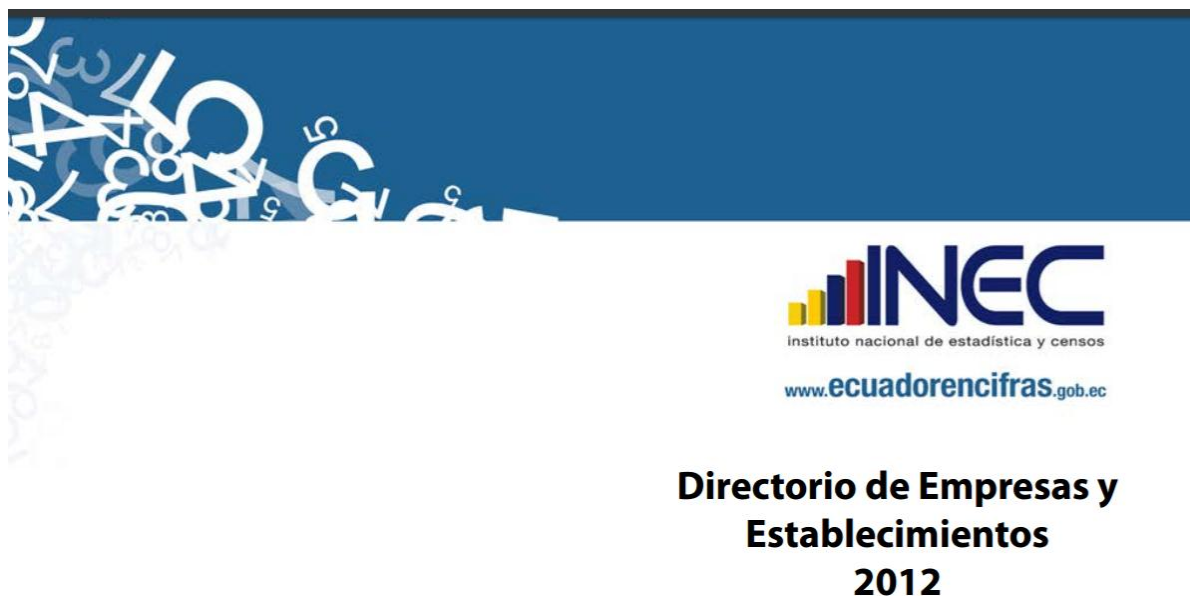 INEC
instituto nacional de estadística y censos
www.ecuadorencifras.gob.ec
Directorio de Empresas y
Establecimientos
2012